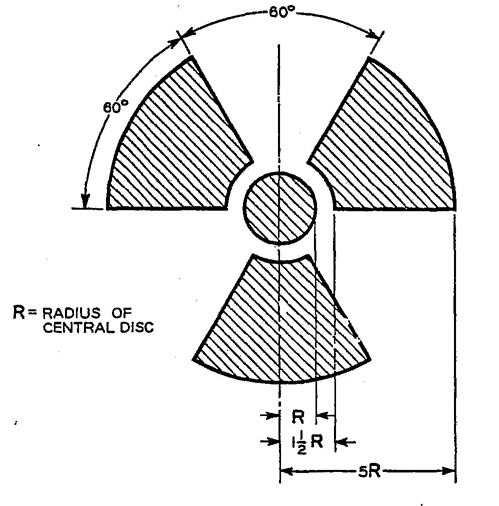 60°
60°
R = RADIUS OF
CENTRAL DISC
R
1½ R
5R